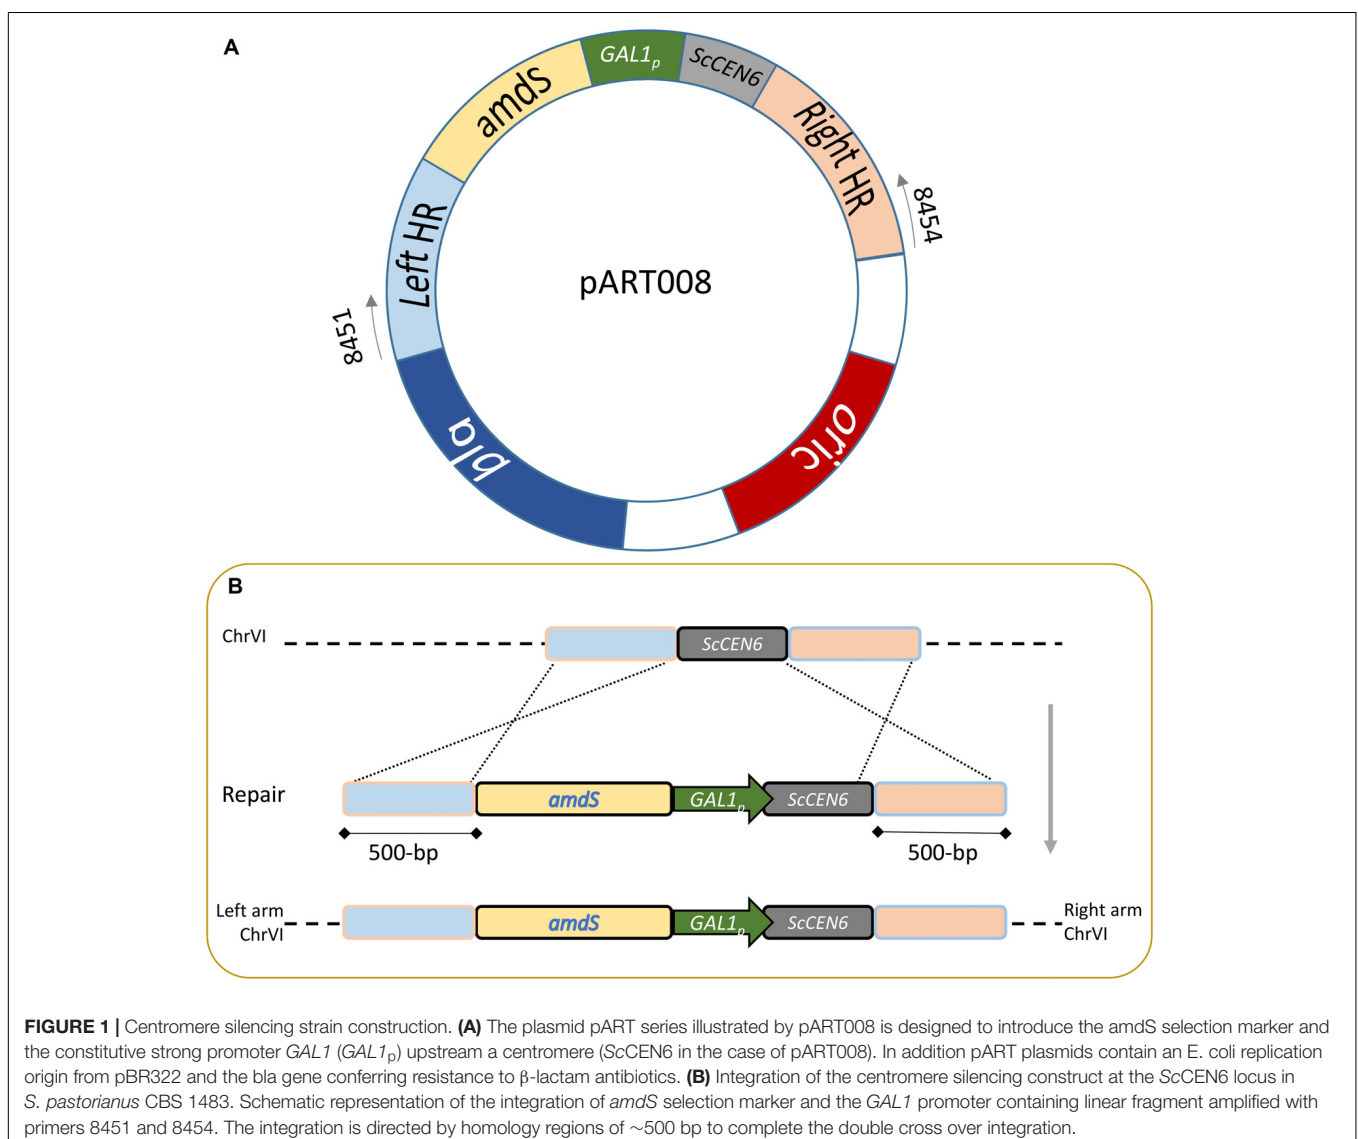 A
GAL1p
ScCEN6
amdS
Right HR
Left HR
8454
8451
pART008
bla
oric
B
ChrVI
ScCEN6
Repair
amdS
GAL1p
ScCEN6
500-bp
500-bp
Left arm
ChrVI
amdS
GAL1p
ScCEN6
Right arm
ChrVI
FIGURE 1 | Centromere silencing strain construction. (A) The plasmid pART series illustrated by pART008 is designed to introduce the amdS selection marker and
the constitutive strong promoter GAL1 (GAL1p) upstream a centromere (ScCEN6 in the case of pART008). In addition pART plasmids contain an E. coli replication
origin from pBR322 and the bla gene conferring resistance to β-lactam antibiotics. (B) Integration of the centromere silencing construct at the ScCEN6 locus in
S. pastorianus CBS 1483. Schematic representation of the integration of amdS selection marker and the GAL1 promoter containing linear fragment amplified with
primers 8451 and 8454. The integration is directed by homology regions of ~500 bp to complete the double cross over integration.